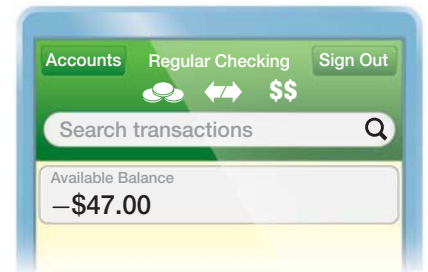 Accounts Regular Checking Sign Out
$$
Search transactions
Available Balance
–$47.00